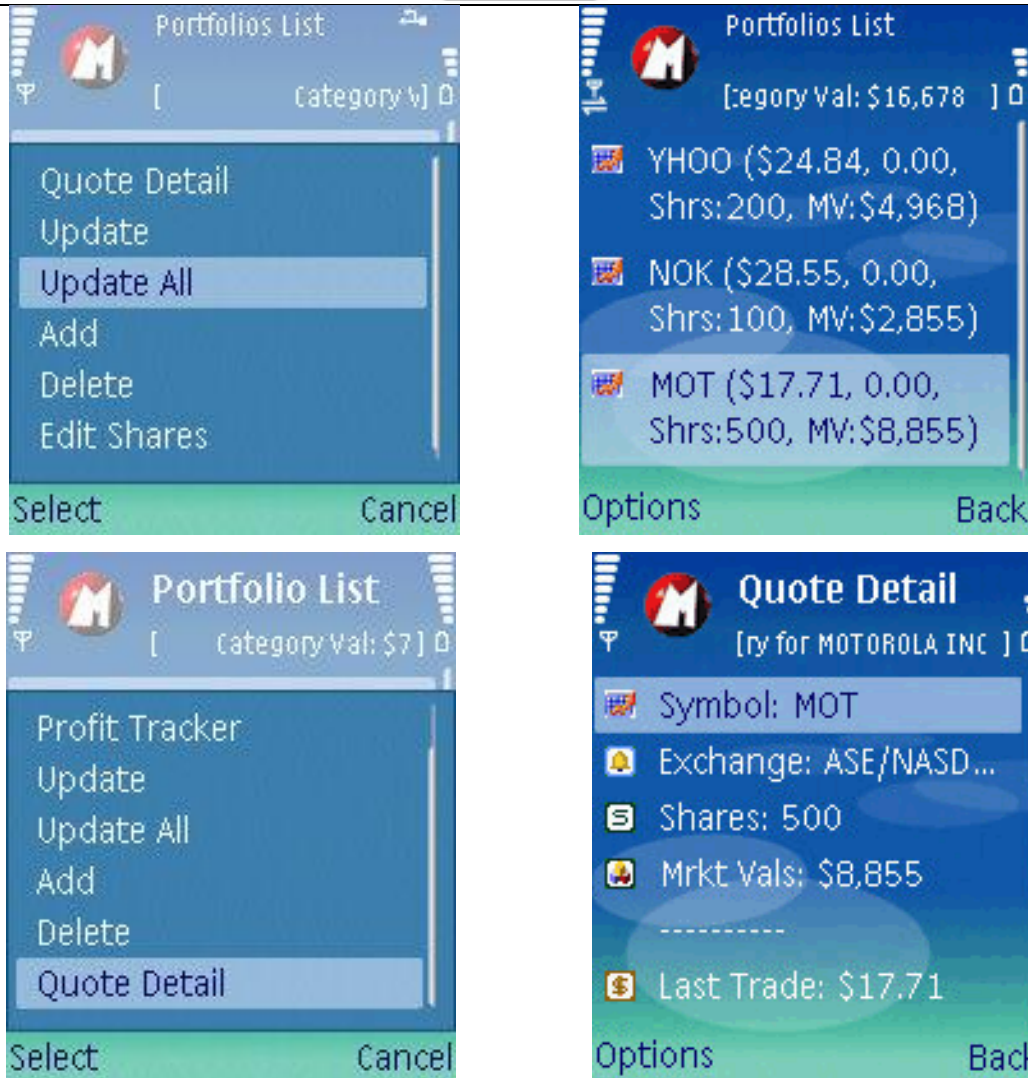 Portfolios List
[ Category V]
Quote Detail
Update
Update All
Add
Delete
Edit Shares
Select Cancel
Portfolios List
[tegory Val: $16,678 ]
YHOO ($24.84, 0.00,
Shrs:200, MV:$4,968)
NOK ($28.55, 0.00,
Shrs:100, MV:$2,855)
MOT ($17.71, 0.00,
Shrs:500, MV:$8,855)
Options Back
Portfolio List
[ Category Val: $7]
Profit Tracker
Update
Update All
Add
Delete
Quote Detail
Select Cancel
Quote Detail
[ry for MOTOROLA INC ]
Symbol: MOT
Exchange: ASE/NASD...
Shares: 500
Mrkt Vals: $8,855
----------
Last Trade: $17.71
Options Back